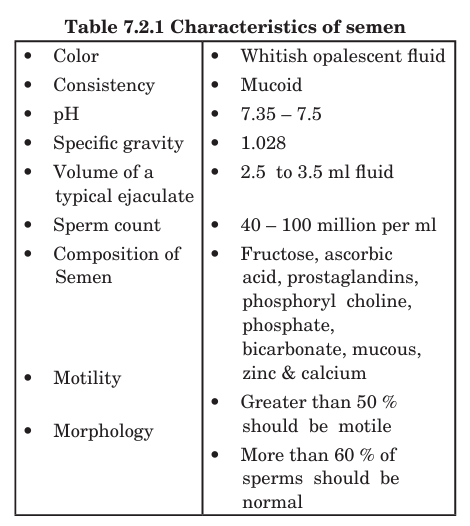 Table 7.2.1 Characteristics of semen
• Color • Whitish opalescent fluid
• Consistency • Mucoid
• pH • 7.35 – 7.5
• Specific gravity • 1.028
• Volume of a • 2.5 to 3.5 ml fluid
typical ejaculate
• Sperm count • 40 – 100 million per ml
• Composition of • Fructose, ascorbic
Semen acid, prostaglandins,
phosphoryl choline,
phosphate,
bicarbonate, mucous,
zinc & calcium
• Motility
• Greater than 50 %
should be motile
• Morphology
• More than 60 % of
sperms should be
normal